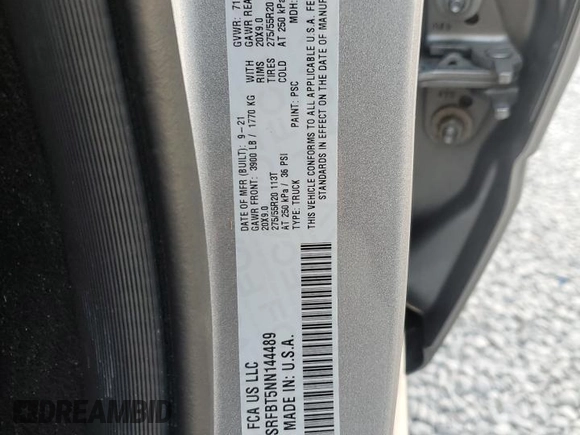 FCA US LLC
DATE OF MFR (BUILT): 9-21
GVWR: 71
GAWR FRONT: 3900 LB / 1770 KG
WITH
GAWR REA
20X9.0
RIMS
20X9.0
275/55R20 113T
TIRES
275/55R20
AT 250 kPa / 36 PSI
COLD
AT 250 kPa
TYPE: TRUCK
PAINT: PSC
MDH:
THIS VEHICLE CONFORMS TO ALL APPLICABLE U.S.A. FE
STANDARDS IN EFFECT ON THE DATE OF MANUF
SRFBT5NN144489
MADE IN: U.S.A.
DREAMBID